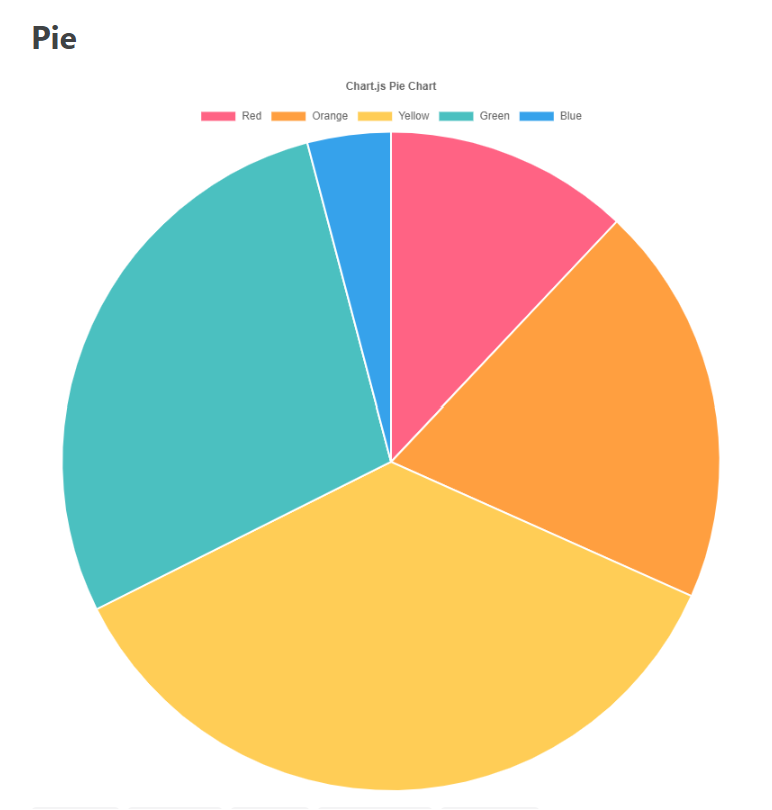 Pie
Chart.js Pie Chart
Red Orange Yellow Green Blue